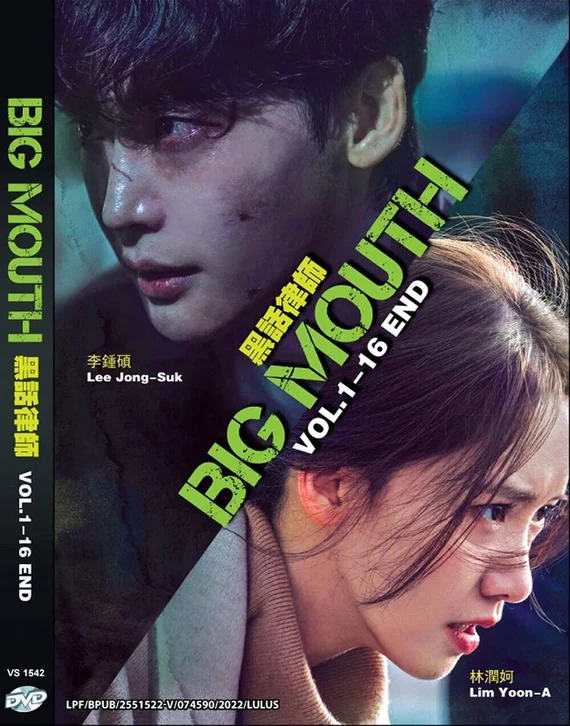 BIG MOUTH
黑話律師
VOL.1-16 END
VS 1542
DVD
李鍾碩
Lee Jong-Suk
黑話律師
BIG MOUTH
VOL.1-16 END
林潤妸
Lim Yoon-A
LPF/BPUB/2551522-V/074590/2022/LULUS